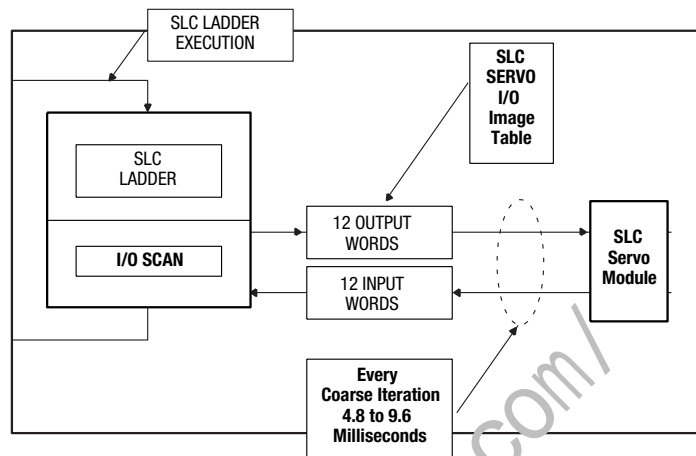 SLC LADDER
EXECUTION
SLC
SERVO
I/O
Image
Table
SLC
LADDER
I/O SCAN
12 OUTPUT
WORDS
12 INPUT
WORDS
SLC
Servo
Module
Every
Coarse Iteration
4.8 to 9.6
Milliseconds
.com/